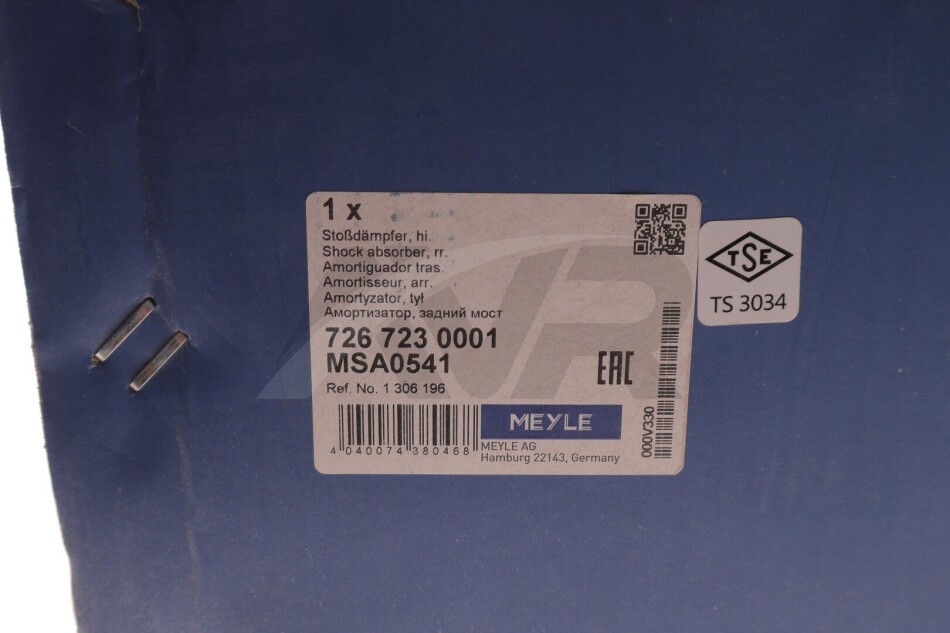 1 x
Stoßdämpfer, hi.
Shock absorber, rr.
Amortiguador tras.
Amortisseur, arr.
Amortyzator, tył
Амортизатор, задний мост
726 723 0001
MSA0541
Ref. No. 1 306 196
EAC
4 040074 380468
MEYLE
MEYLE AG
Hamburg 22143, Germany
000V330
TSE
TS 3034
AVR